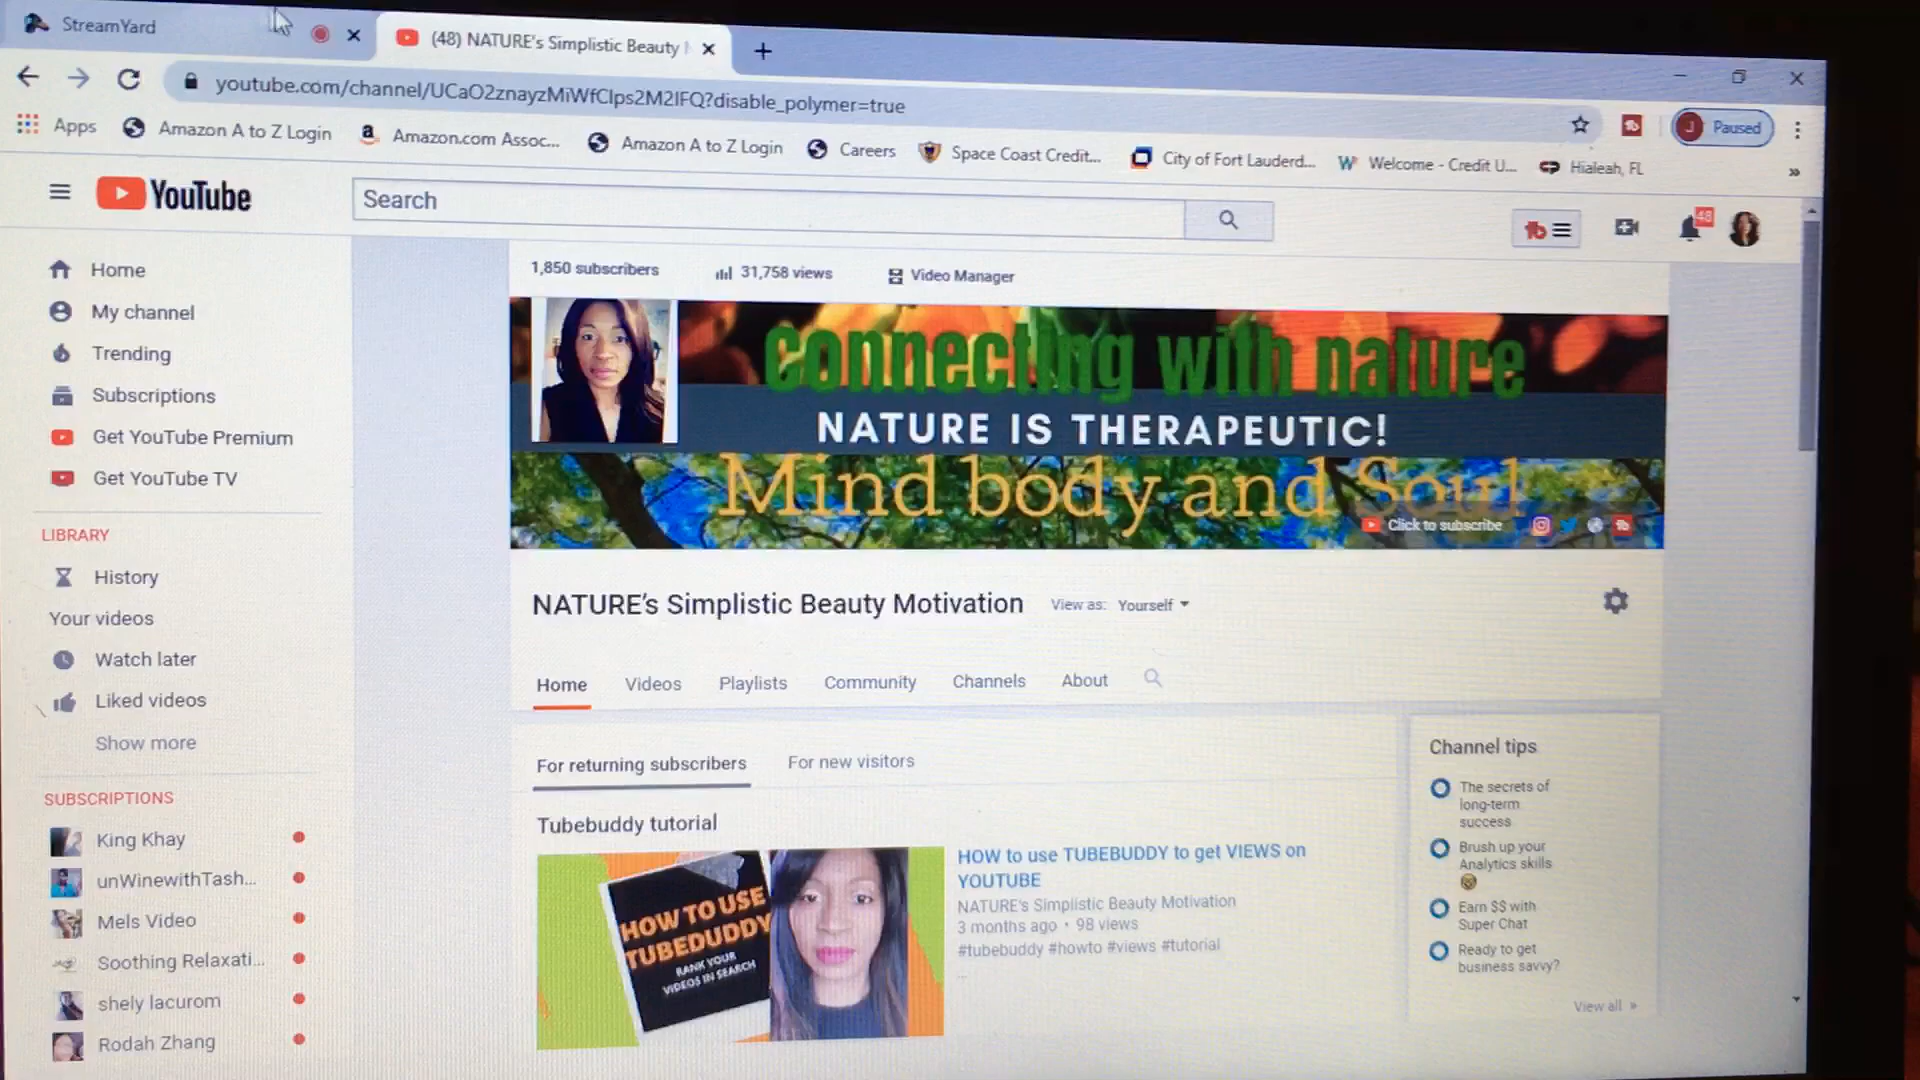 StreamYard
(48) NATURE's Simplistic Beauty
youtube.com/channel/UCaO2znayzMiWfClps2M2IFQ?disable_polymer=true
Paused
Apps
Amazon A to Z Login
Amazon.com Assoc...
Amazon A to Z Login
Careers
Space Coast Credit...
City of Fort Lauderd...
Welcome - Credit U...
Hialeah, FL
YouTube
Search
48
Home
My channel
Trending
Subscriptions
Get YouTube Premium
Get YouTube TV
LIBRARY
History
Your videos
Watch later
Liked videos
Show more
SUBSCRIPTIONS
King Khay
unWinewithTash...
Mels Video
Soothing Relaxati...
shely lacurom
Rodah Zhang
1,850 subscribers
31,758 views
Video Manager
connecting with nature
NATURE IS THERAPEUTIC!
Mind body and Soul
Click to subscribe
NATURE's Simplistic Beauty Motivation
View as: Yourself
Home
Videos
Playlists
Community
Channels
About
For returning subscribers
For new visitors
Tubebuddy tutorial
HOW TO USE
TUBEDUDDY
RANK YOUR
VIDEOS IN SEARCH
HOW to use TUBEBUDDY to get VIEWS on
YOUTUBE
NATURE's Simplistic Beauty Motivation
3 months ago • 98 views
#tubebuddy #howto #views #tutorial
...
Channel tips
The secrets of
long-term
success
Brush up your
Analytics skills
Earn $$ with
Super Chat
Ready to get
business savvy?
View all »